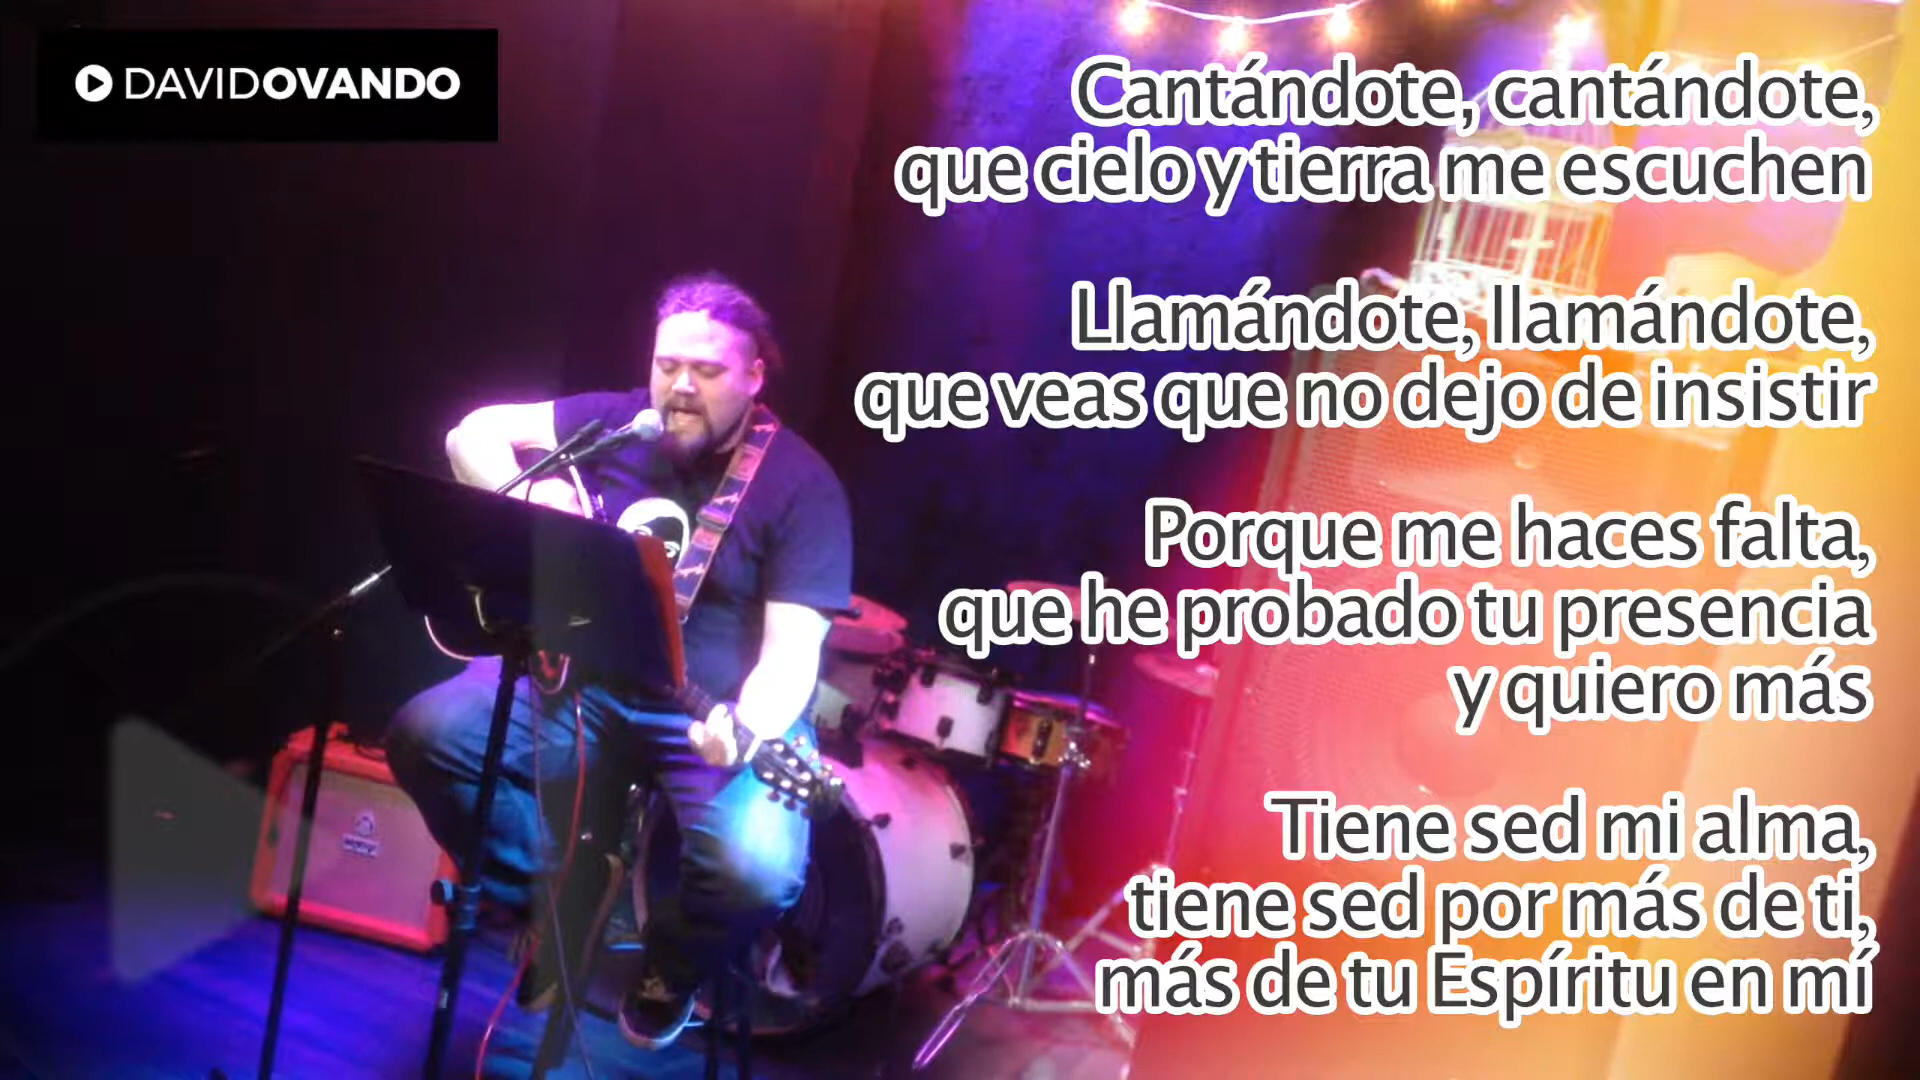 DAVIDOVANDO
Cantándote, cantándote,
que cielo y tierra me escuchen
Llamándote, llamándote,
que veas que no dejo de insistir
Porque me haces falta,
que he probado tu presencia
y quiero más
Tiene sed mi alma,
tiene sed por más de ti,
más de tu Espíritu en mí